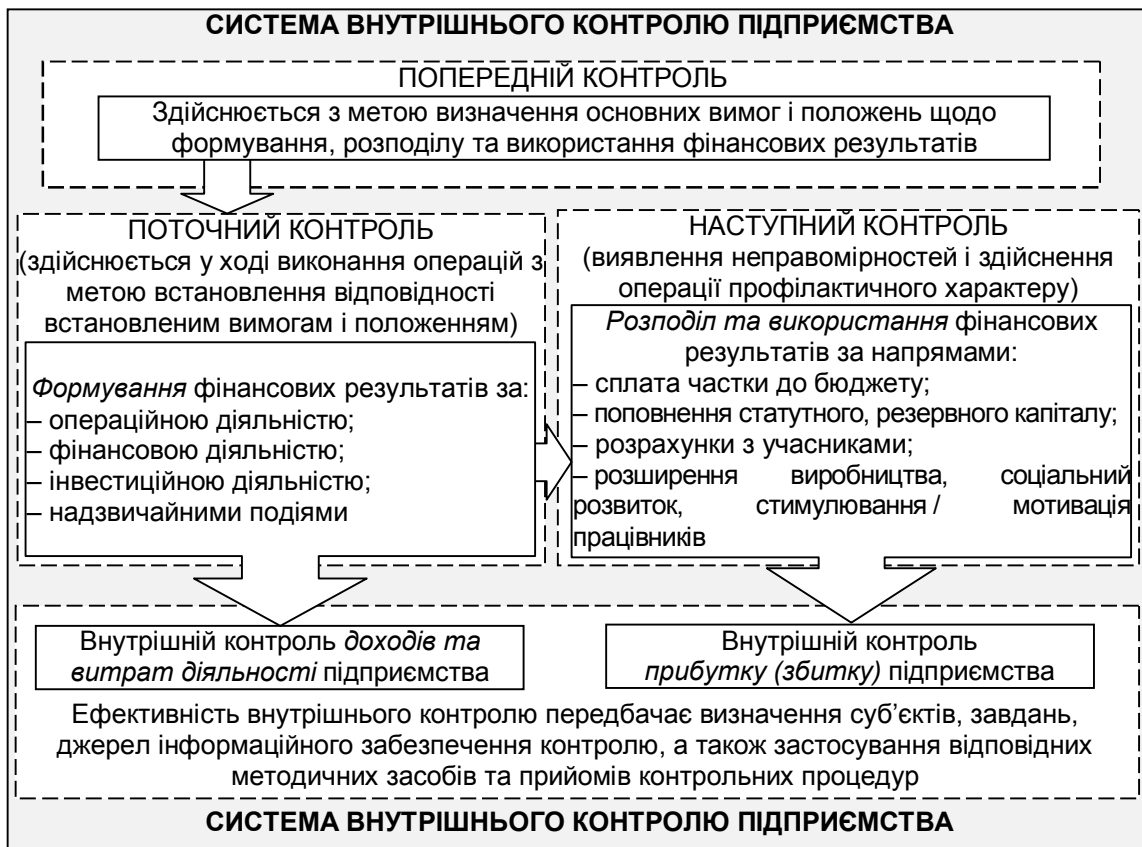 СИСТЕМА ВНУТРІШНЬОГО КОНТРОЛЮ ПІДПРИЄМСТВА
ПОПЕРЕДНІЙ КОНТРОЛЬ
Здійснюється з метою визначення основних вимог і положень щодо
формування, розподілу та використання фінансових результатів
ПОТОЧНИЙ КОНТРОЛЬ
(здійснюється у ході виконання операцій з
метою встановлення відповідності
встановленим вимогам і положенням)
Формування фінансових результатів за:
– операційною діяльністю;
– фінансовою діяльністю;
– інвестиційною діяльністю;
– надзвичайними подіями
НАСТУПНИЙ КОНТРОЛЬ
(виявлення неправомірностей і здійснення
операції профілактичного характеру)
Розподіл та використання фінансових
результатів за напрямами:
– сплата частки до бюджету;
– поповнення статутного, резервного капіталу;
– розрахунки з учасниками;
– розширення виробництва, соціальний
розвиток, стимулювання / мотивація
працівників
Внутрішній контроль доходів та
витрат діяльності підприємства
Внутрішній контроль
прибутку (збитку) підприємства
Ефективність внутрішнього контролю передбачає визначення суб’єктів, завдань,
джерел інформаційного забезпечення контролю, а також застосування відповідних
методичних засобів та прийомів контрольних процедур
СИСТЕМА ВНУТРІШНЬОГО КОНТРОЛЮ ПІДПРИЄМСТВА